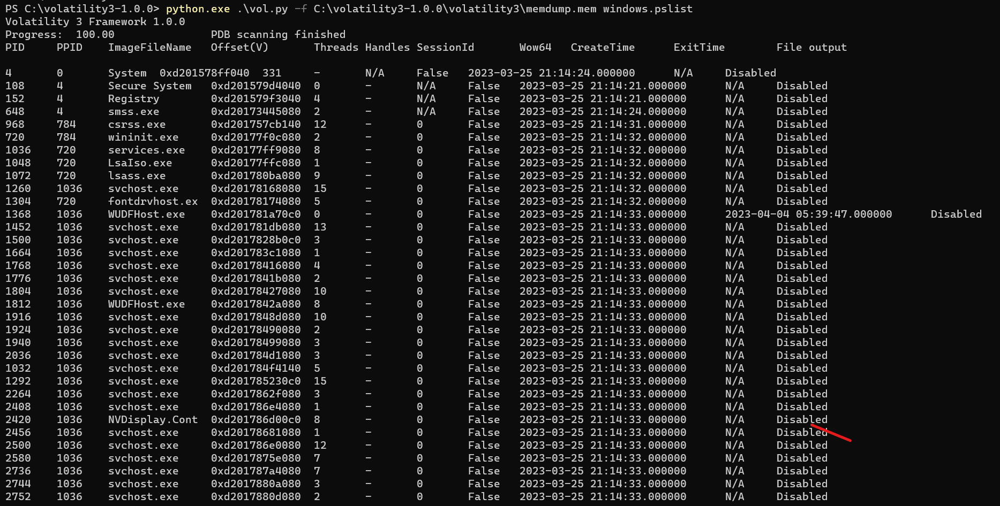 PS C:\volatility3-1.0.0> python.exe .\vol.py -f C:\volatility3-1.0.0\volatility3\memdump.mem windows.pslist
Volatility 3 Framework 1.0.0
Progress:  100.00               PDB scanning finished
PID     PPID    ImageFileName   Offset(V)       Threads Handles SessionId       Wow64   CreateTime      ExitTime        File output
4       0       System  0xd201578ff040  331     -       N/A     False   2023-03-25 21:14:24.000000      N/A     Disabled
108     4       Secure System   0xd201579d4040  0       -       N/A     False   2023-03-25 21:14:21.000000      N/A     Disabled
152     4       Registry        0xd201579f3040  4       -       N/A     False   2023-03-25 21:14:21.000000      N/A     Disabled
648     4       smss.exe        0xd20173445080  2       -       N/A     False   2023-03-25 21:14:24.000000      N/A     Disabled
968     784     csrss.exe       0xd201757cb140  12      -       0       False   2023-03-25 21:14:31.000000      N/A     Disabled
720     784     wininit.exe     0xd20177f0c080  2       -       0       False   2023-03-25 21:14:32.000000      N/A     Disabled
1036    720     services.exe    0xd20177ff9080  8       -       0       False   2023-03-25 21:14:32.000000      N/A     Disabled
1048    720     LsaIso.exe      0xd20177ffc080  1       -       0       False   2023-03-25 21:14:32.000000      N/A     Disabled
1072    720     lsass.exe       0xd201780ba080  9       -       0       False   2023-03-25 21:14:32.000000      N/A     Disabled
1260    1036    svchost.exe     0xd20178168080  15      -       0       False   2023-03-25 21:14:32.000000      N/A     Disabled
1304    720     fontdrvhost.ex  0xd20178174080  5       -       0       False   2023-03-25 21:14:32.000000      N/A     Disabled
1368    1036    WUDFHost.exe    0xd201781a70c0  0       -       0       False   2023-03-25 21:14:33.000000      2023-04-04 05:39:47.000000      Disabled
1452    1036    svchost.exe     0xd201781db080  13      -       0       False   2023-03-25 21:14:33.000000      N/A     Disabled
1500    1036    svchost.exe     0xd2017828b0c0  3       -       0       False   2023-03-25 21:14:33.000000      N/A     Disabled
1664    1036    svchost.exe     0xd201783c1080  1       -       0       False   2023-03-25 21:14:33.000000      N/A     Disabled
1768    1036    svchost.exe     0xd20178416080  4       -       0       False   2023-03-25 21:14:33.000000      N/A     Disabled
1776    1036    svchost.exe     0xd2017841b080  2       -       0       False   2023-03-25 21:14:33.000000      N/A     Disabled
1804    1036    svchost.exe     0xd20178427080  10      -       0       False   2023-03-25 21:14:33.000000      N/A     Disabled
1812    1036    WUDFHost.exe    0xd2017842a080  8       -       0       False   2023-03-25 21:14:33.000000      N/A     Disabled
1916    1036    svchost.exe     0xd2017848d080  10      -       0       False   2023-03-25 21:14:33.000000      N/A     Disabled
1924    1036    svchost.exe     0xd20178490080  2       -       0       False   2023-03-25 21:14:33.000000      N/A     Disabled
1940    1036    svchost.exe     0xd20178499080  3       -       0       False   2023-03-25 21:14:33.000000      N/A     Disabled
2036    1036    svchost.exe     0xd201784d1080  3       -       0       False   2023-03-25 21:14:33.000000      N/A     Disabled
1032    1036    svchost.exe     0xd201784f4140  5       -       0       False   2023-03-25 21:14:33.000000      N/A     Disabled
1292    1036    svchost.exe     0xd201785230c0  15      -       0       False   2023-03-25 21:14:33.000000      N/A     Disabled
2264    1036    svchost.exe     0xd2017862f080  3       -       0       False   2023-03-25 21:14:33.000000      N/A     Disabled
2408    1036    svchost.exe     0xd201786e4080  1       -       0       False   2023-03-25 21:14:33.000000      N/A     Disabled
2420    1036    NVDisplay.Cont  0xd201786d00c0  8       -       0       False   2023-03-25 21:14:33.000000      N/A     Disabled
2456    1036    svchost.exe     0xd20178681080  1       -       0       False   2023-03-25 21:14:33.000000      N/A     Disabled
2500    1036    svchost.exe     0xd201786e0080  12      -       0       False   2023-03-25 21:14:33.000000      N/A     Disabled
2580    1036    svchost.exe     0xd2017875e080  7       -       0       False   2023-03-25 21:14:33.000000      N/A     Disabled
2736    1036    svchost.exe     0xd201787a4080  7       -       0       False   2023-03-25 21:14:33.000000      N/A     Disabled
2744    1036    svchost.exe     0xd2017880a080  3       -       0       False   2023-03-25 21:14:33.000000      N/A     Disabled
2752    1036    svchost.exe     0xd2017880d080  2       -       0       False   2023-03-25 21:14:33.000000      N/A     Disabled